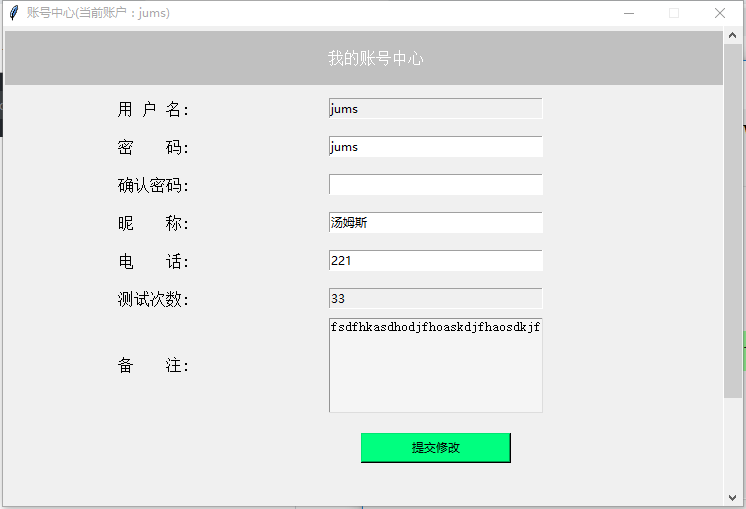 账号中心(当前账户：jums)
我的账号中心
用 户 名: jums
密 码: jums
确认密码:
昵 称: 汤姆斯
电 话: 221
测试次数: 33
备 注: fsdfhkasdhodjfhoaskdjfhaosdkjf
提交修改